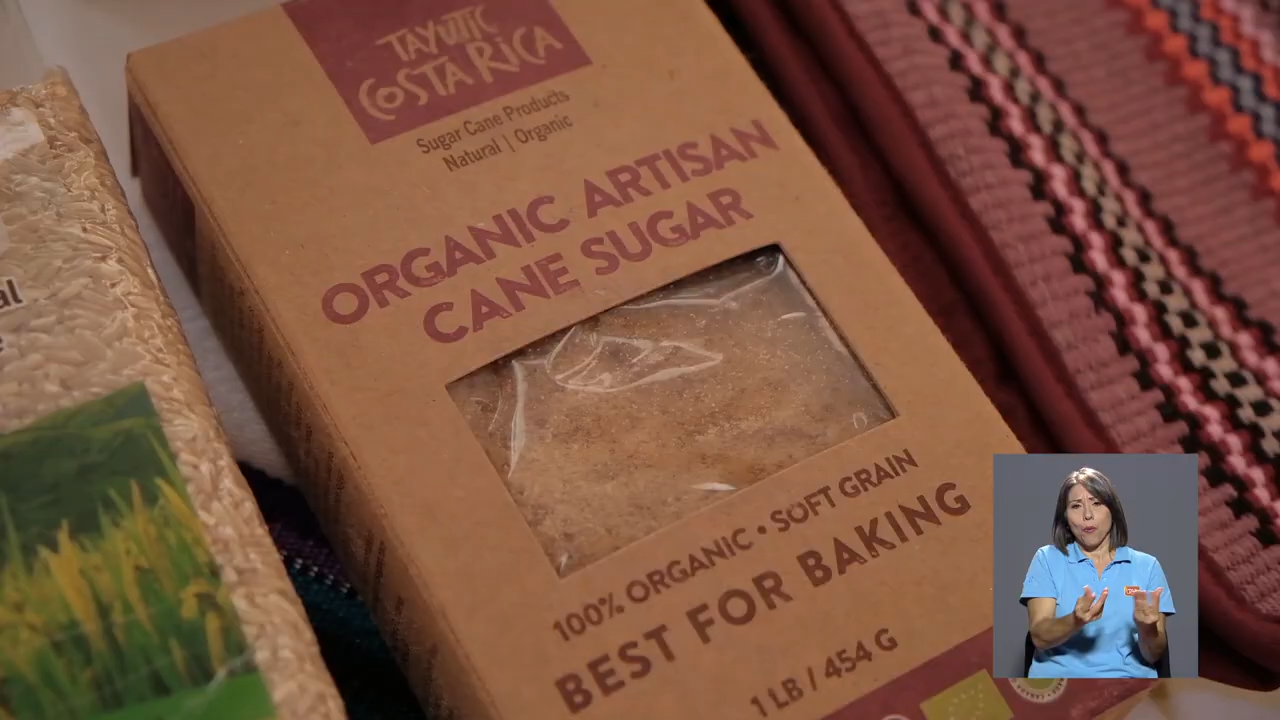 TAYUTIC
COSTA RICA
Sugar Cane Products
Natural | Organic
ORGANIC ARTISAN
CANE SUGAR
100% ORGANIC • SOFT GRAIN
BEST FOR BAKING
1 LB / 454 G